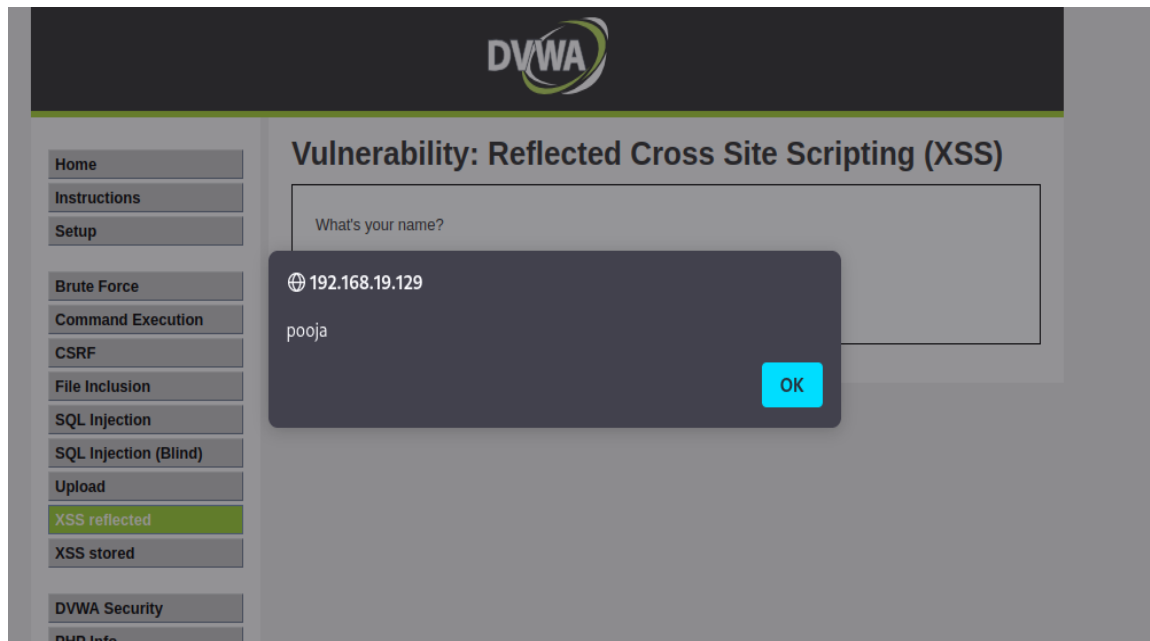 DVWA
Vulnerability: Reflected Cross Site Scripting (XSS)
Home
Instructions
Setup
Brute Force
Command Execution
CSRF
File Inclusion
SQL Injection
SQL Injection (Blind)
Upload
XSS reflected
XSS stored
DVWA Security
PHP Info
What's your name?
192.168.19.129
pooja
OK